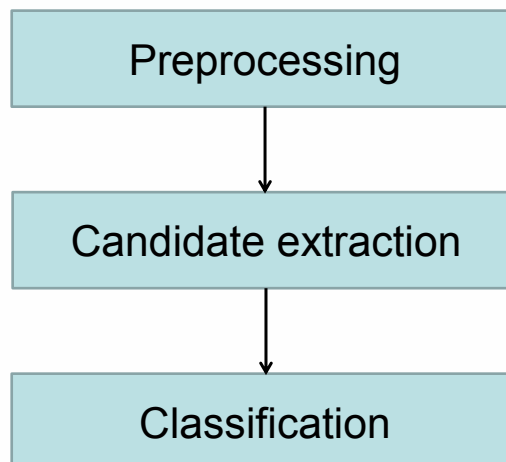 Preprocessing
Candidate extraction
Classification